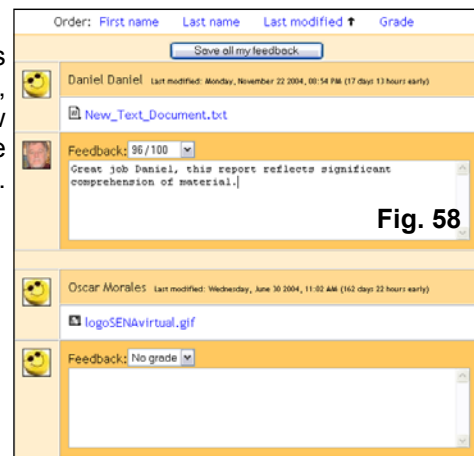 Order: First name Last name Last modified ↑ Grade
Save all my feedback
Daniel Daniel Last modified: Monday, November 22 2004, 08:54 PM (17 days 13 hours early)
New_Text_Document.txt
Feedback: 96 / 100
Great job Daniel, this report reflects significant
comprehension of material.
Fig. 58
Oscar Morales Last modified: Wednesday, June 30 2004, 11:02 AM (162 days 22 hours early)
logoSENAvirtual.gif
Feedback: No grade